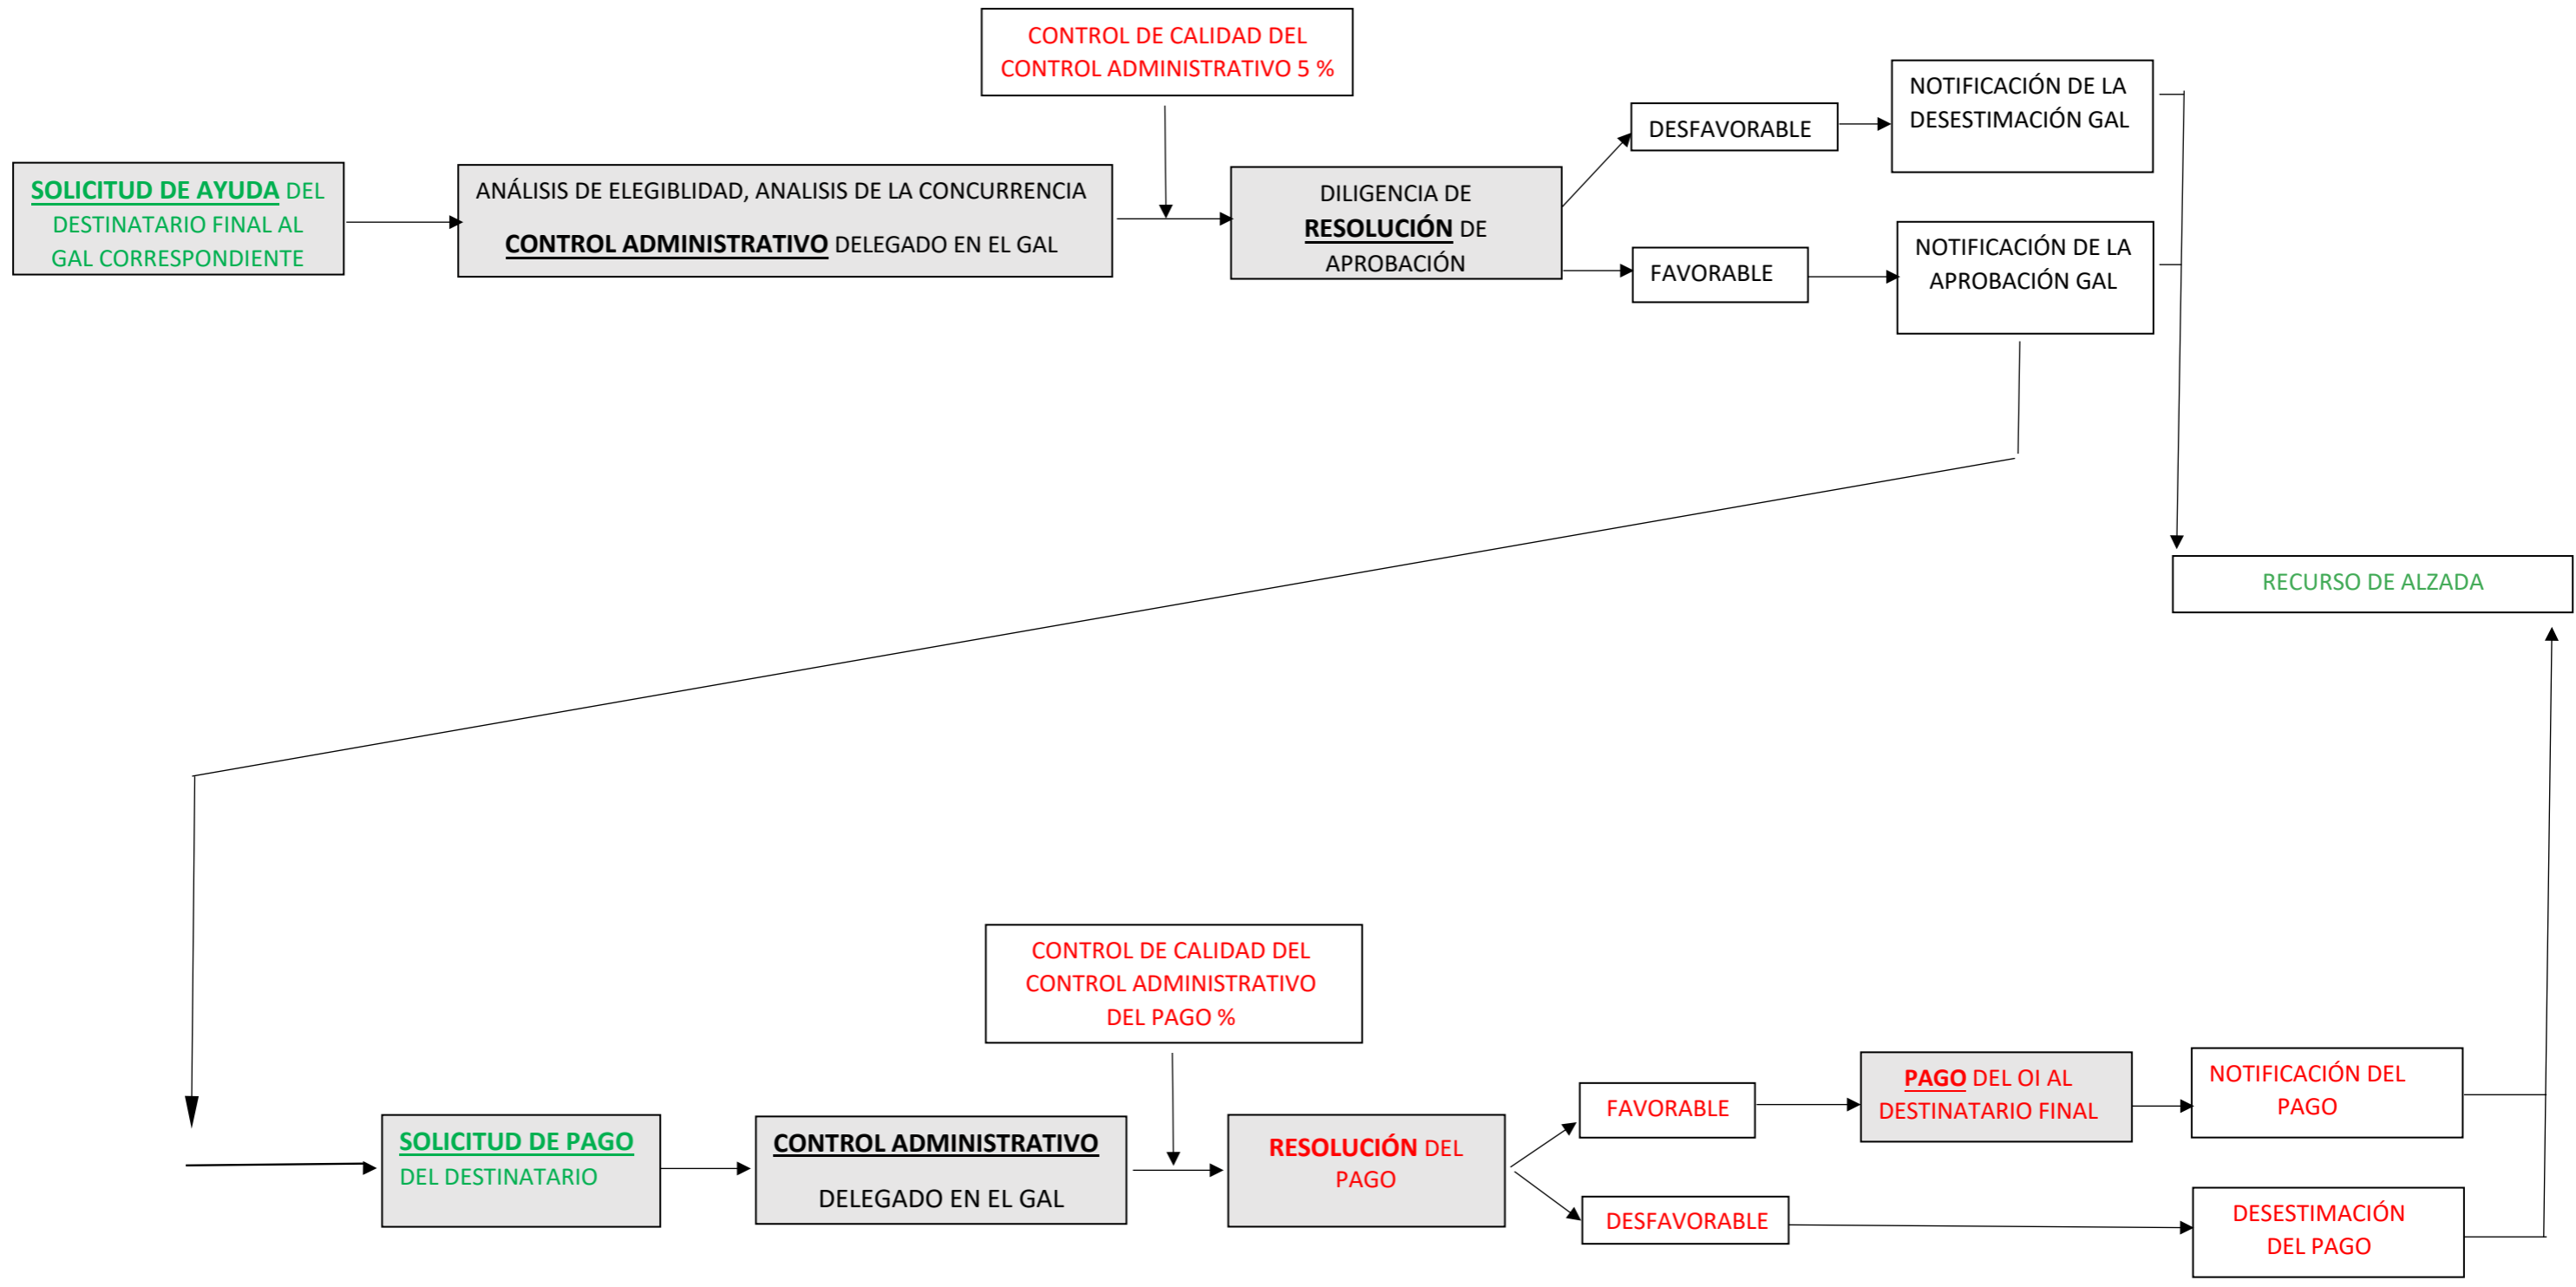 CONTROL DE CALIDAD DEL
CONTROL ADMINISTRATIVO 5 %
SOLICITUD DE AYUDA DEL
DESTINATARIO FINAL AL
GAL CORRESPONDIENTE
ANÁLISIS DE ELEGIBLIDAD, ANALISIS DE LA CONCURRENCIA
CONTROL ADMINISTRATIVO DELEGADO EN EL GAL
DILIGENCIA DE
RESOLUCIÓN DE
APROBACIÓN
DESFAVORABLE
NOTIFICACIÓN DE LA
DESESTIMACIÓN GAL
FAVORABLE
NOTIFICACIÓN DE LA
APROBACIÓN GAL
RECURSO DE ALZADA
CONTROL DE CALIDAD DEL
CONTROL ADMINISTRATIVO
DEL PAGO %
SOLICITUD DE PAGO
DEL DESTINATARIO
CONTROL ADMINISTRATIVO
DELEGADO EN EL GAL
RESOLUCIÓN DEL
PAGO
FAVORABLE
PAGO DEL OI AL
DESTINATARIO FINAL
NOTIFICACIÓN DEL
PAGO
DESFAVORABLE
DESESTIMACIÓN
DEL PAGO